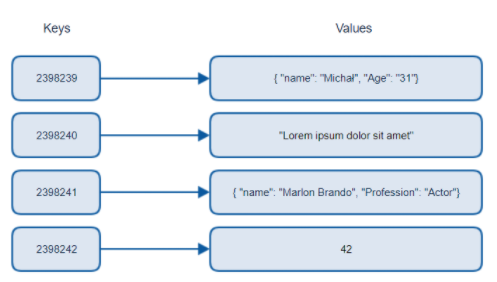 Keys Values
2398239 { "name": "Michał", "Age": "31"}
2398240 "Lorem ipsum dolor sit amet"
2398241 { "name": "Marlon Brando", "Profession": "Actor"}
2398242 42